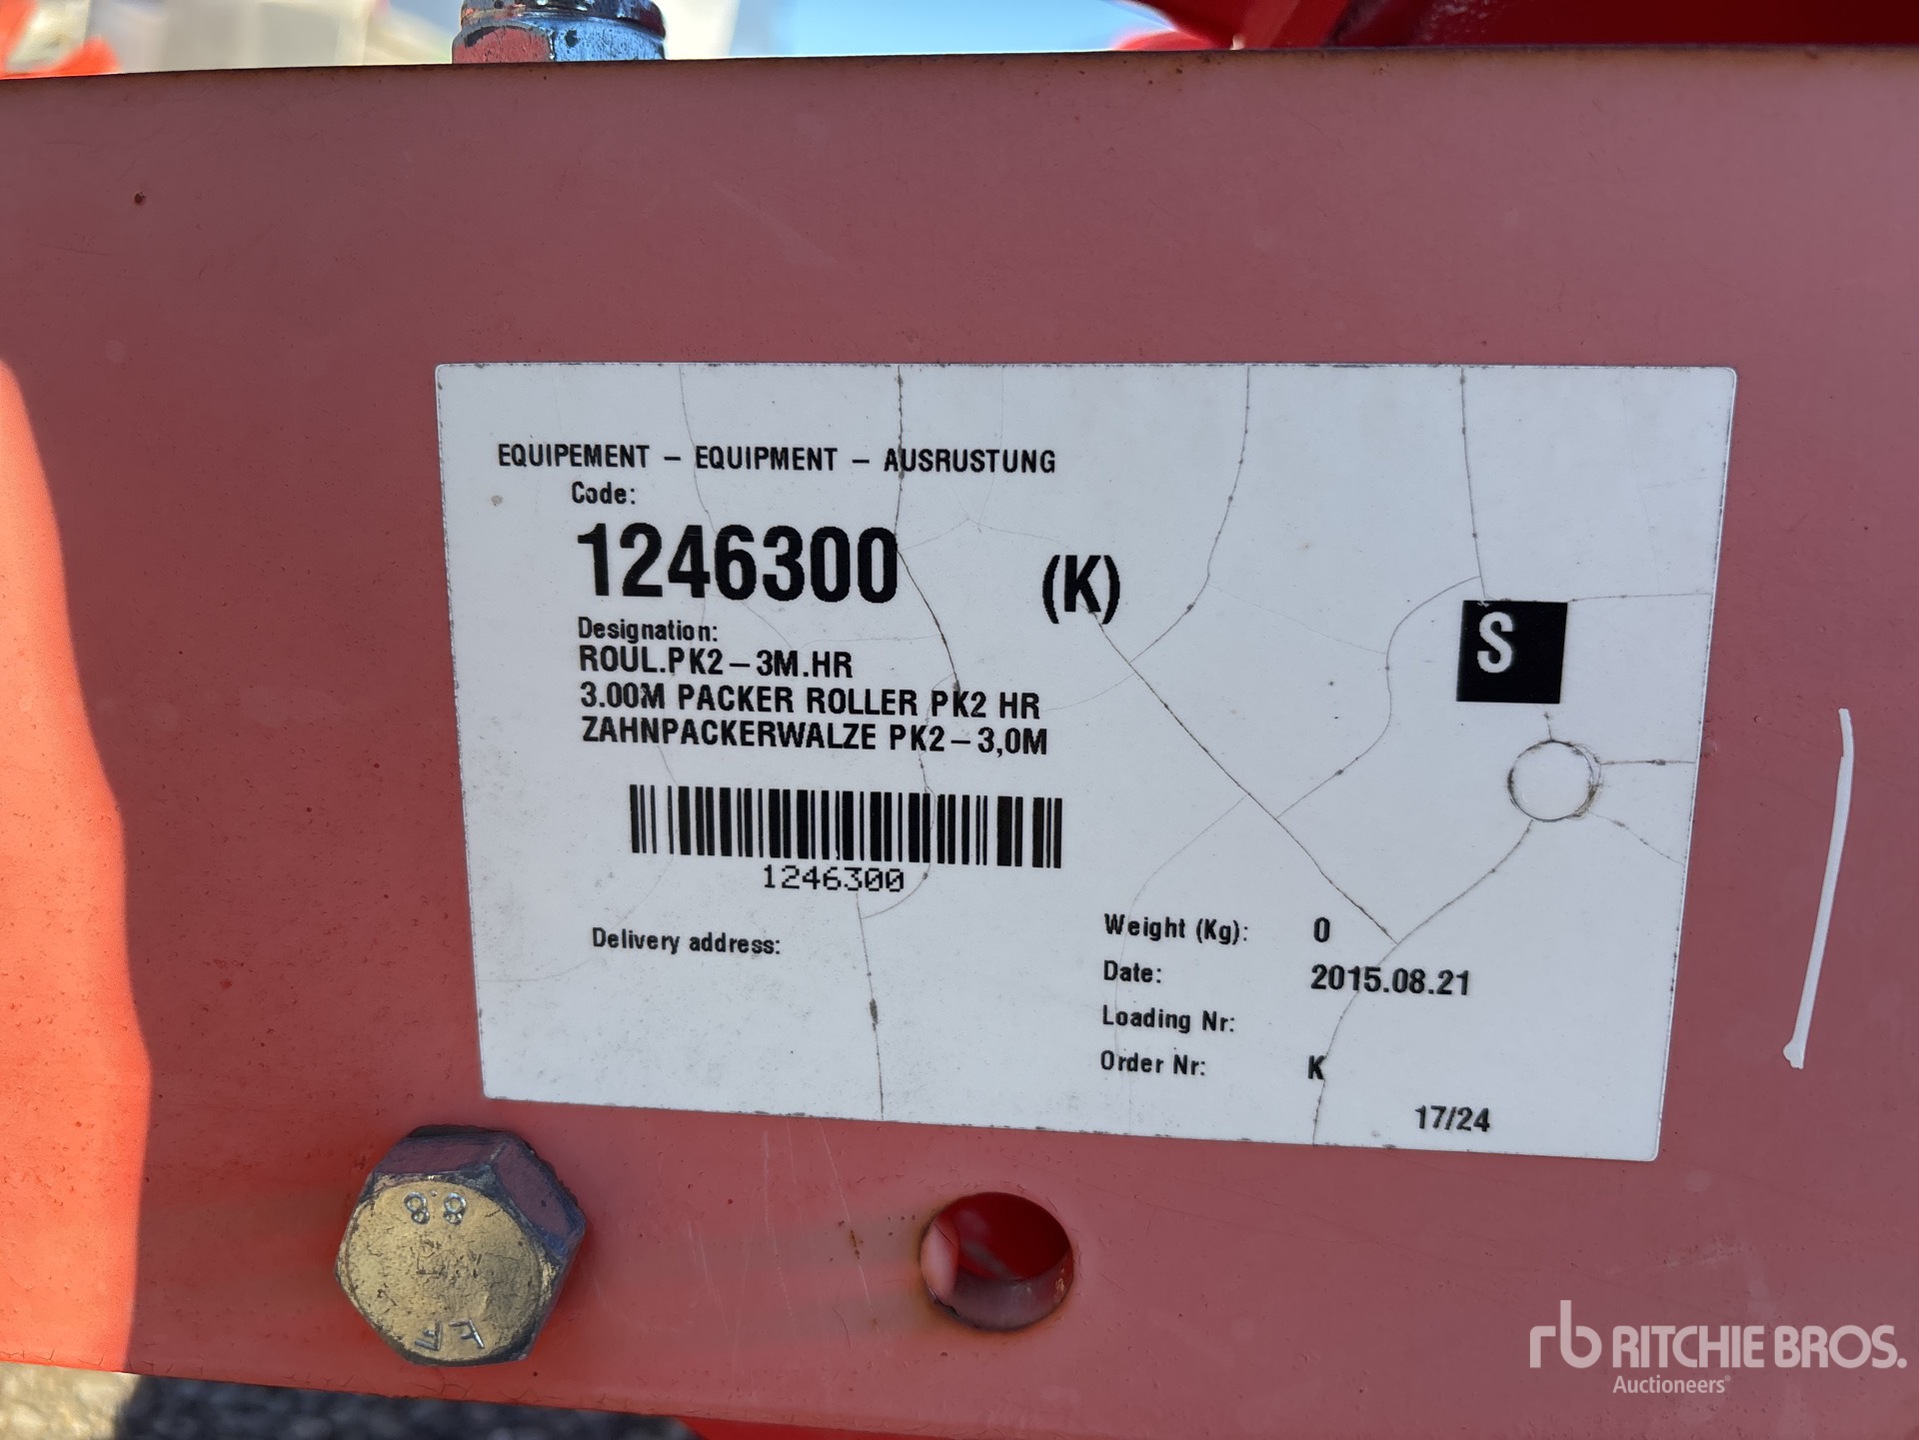 EQUIPEMENT – EQUIPMENT – AUSRUSTUNG
Code:
1246300 (K)
S
Designation:
ROUL.PK2–3M.HR
3.00M PACKER ROLLER PK2 HR
ZAHNPACKERWALZE PK2–3,0M
1246300
Delivery address:
Weight (Kg): 0
Date: 2015.08.21
Loading Nr:
Order Nr: K
17/24
8.8
rb RITCHIE BROS.
Auctioneers